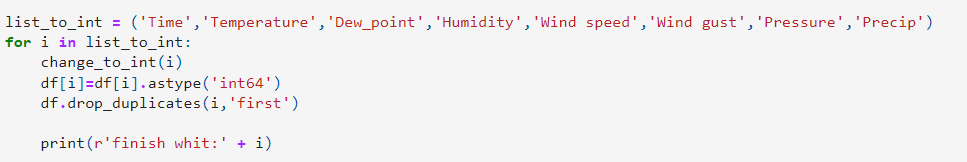 list_to_int = ('Time','Temperature','Dew_point','Humidity','Wind speed','Wind gust','Pressure','Precip')
for i in list_to_int:
    change_to_int(i)
    df[i]=df[i].astype('int64')
    df.drop_duplicates(i,'first')
    print(r'finish whit:' + i)